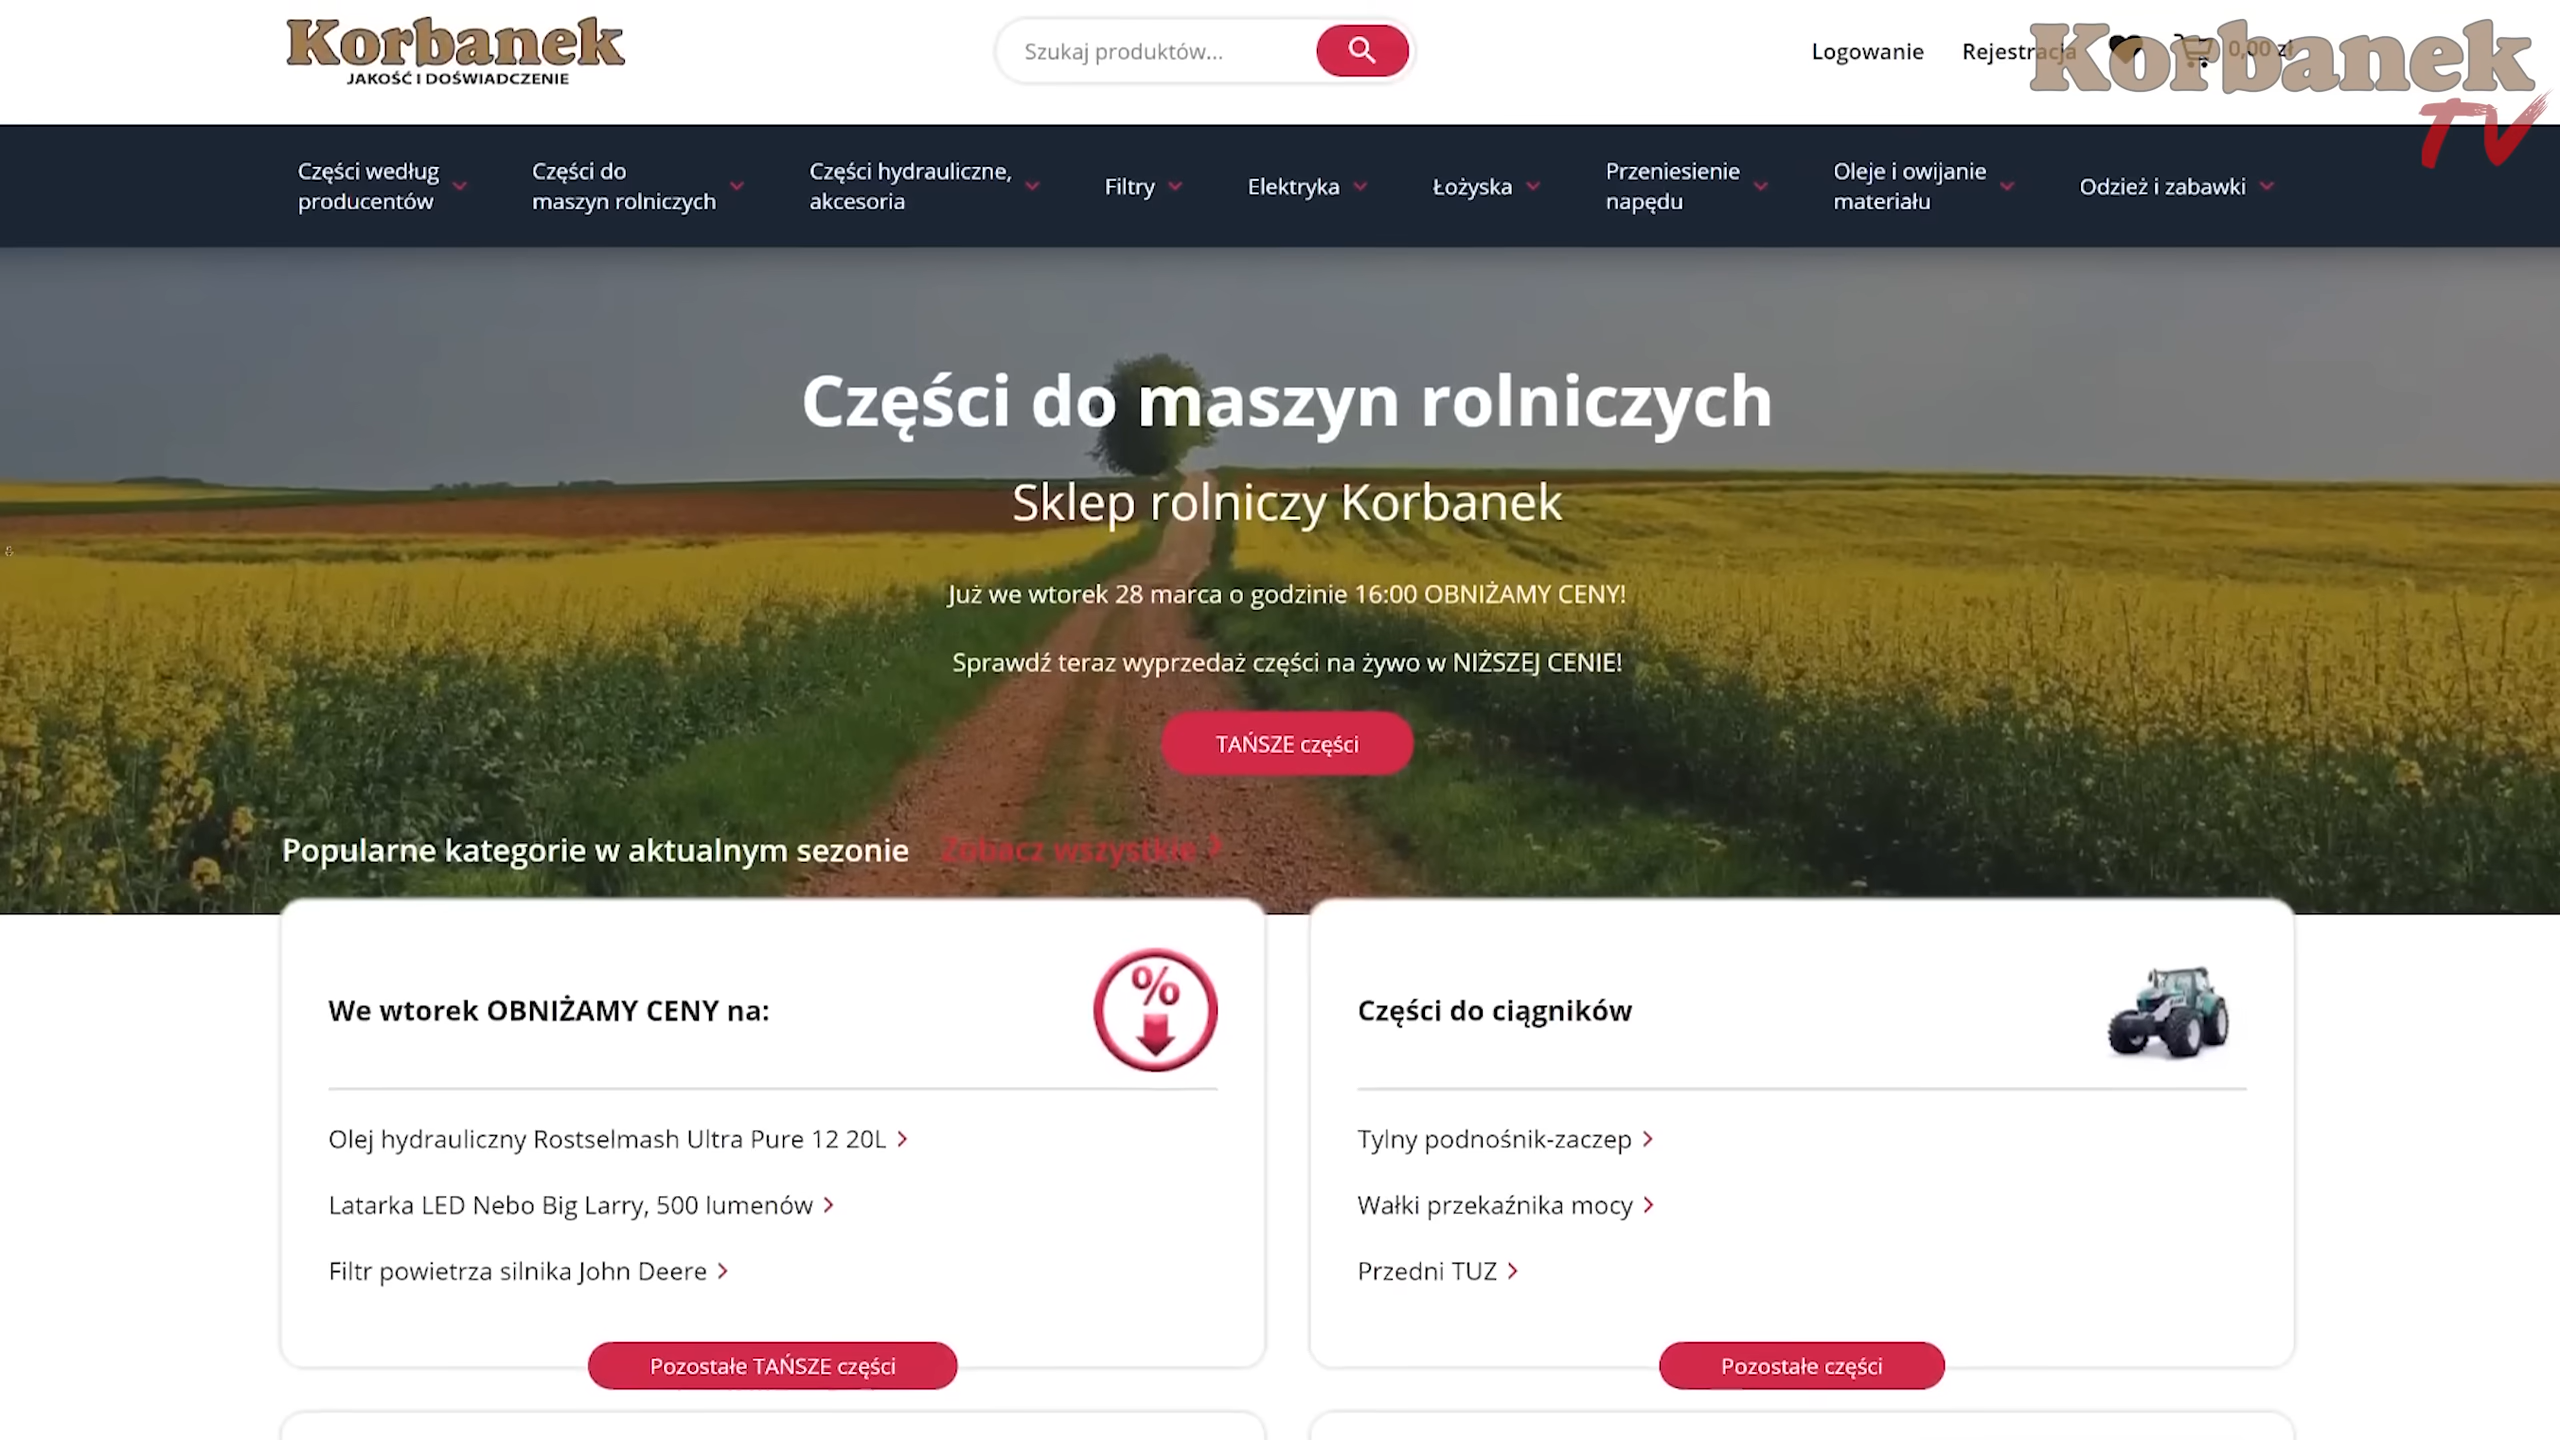 Korbanek
JAKOŚĆ I DOŚWIADCZENIE
Szukaj produktów...
Logowanie
Rejestracja
0,00 zł
Korbanek
TV
Części według
producentów
Części do
maszyn rolniczych
Części hydrauliczne,
akcesoria
Filtry
Elektryka
Łożyska
Przeniesienie
napędu
Oleje i owijanie
materiału
Odzież i zabawki
Części do maszyn rolniczych
Sklep rolniczy Korbanek
Już we wtorek 28 marca o godzinie 16:00 OBNIŻAMY CENY!
Sprawdź teraz wyprzedaż części na żywo w NIŻSZEJ CENIE!
TAŃSZE części
Popularne kategorie w aktualnym sezonie
Zobacz wszystkie
We wtorek OBNIŻAMY CENY na:
%
Olej hydrauliczny Rostselmash Ultra Pure 12 20L
Latarka LED Nebo Big Larry, 500 lumenów
Filtr powietrza silnika John Deere
Pozostałe TAŃSZE części
Części do ciągników
Tylny podnośnik-zaczep
Wałki przekaźnika mocy
Przedni TUZ
Pozostałe części